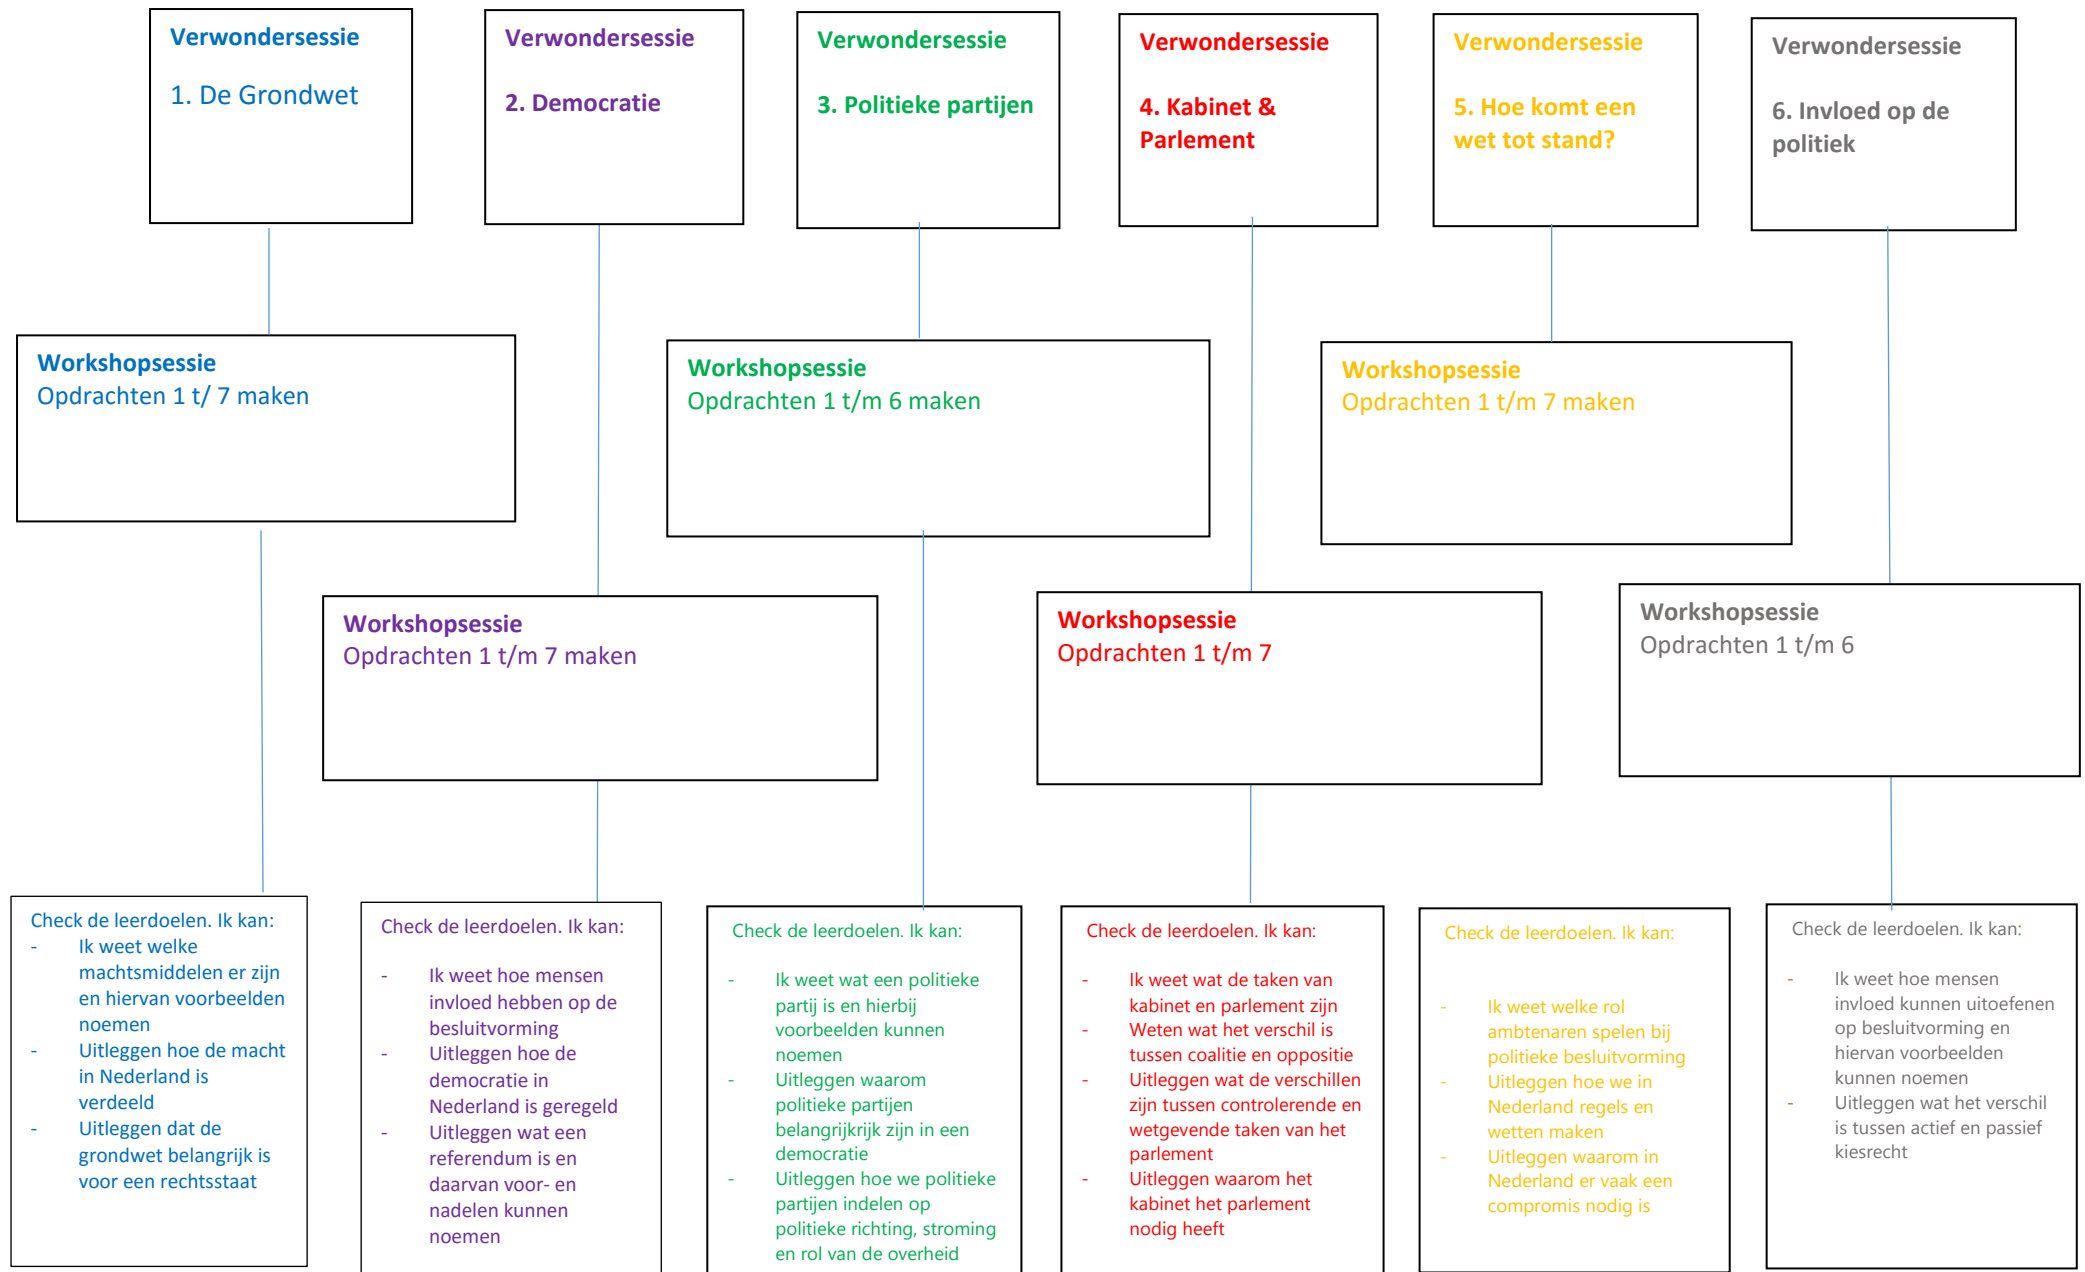 Verwondersessie
1. De Grondwet
Verwondersessie
2. Democratie
Verwondersessie
3. Politieke partijen
Verwondersessie
4. Kabinet &
Parlement
Verwondersessie
5. Hoe komt een
wet tot stand?
Verwondersessie
6. Invloed op de
politiek
Workshopsessie
Opdrachten 1 t/ 7 maken
Workshopsessie
Opdrachten 1 t/m 6 maken
Workshopsessie
Opdrachten 1 t/m 7 maken
Workshopsessie
Opdrachten 1 t/m 7 maken
Workshopsessie
Opdrachten 1 t/m 7
Workshopsessie
Opdrachten 1 t/m 6
Check de leerdoelen. Ik kan:
- Ik weet welke
machtsmiddelen er zijn
en hiervan voorbeelden
noemen
- Uitleggen hoe de macht
in Nederland is
verdeeld
- Uitleggen dat de
grondwet belangrijk is
voor een rechtsstaat
Check de leerdoelen. Ik kan:
- Ik weet hoe mensen
invloed hebben op de
besluitvorming
- Uitleggen hoe de
democratie in
Nederland is geregeld
- Uitleggen wat een
referendum is en
daarvan voor- en
nadelen kunnen
noemen
Check de leerdoelen. Ik kan:
- Ik weet wat een politieke
partij is en hierbij
voorbeelden kunnen
noemen
- Uitleggen waarom
politieke partijen
belangrijkrijk zijn in een
democratie
- Uitleggen hoe we politieke
partijen indelen op
politieke richting, stroming
en rol van de overheid
Check de leerdoelen. Ik kan:
- Ik weet wat de taken van
kabinet en parlement zijn
- Weten wat het verschil is
tussen coalitie en oppositie
- Uitleggen wat de verschillen
zijn tussen controlerende en
wetgevende taken van het
parlement
- Uitleggen waarom het
kabinet het parlement
nodig heeft
Check de leerdoelen. Ik kan:
- Ik weet welke rol
ambtenaren spelen bij
politieke besluitvorming
- Uitleggen hoe we in
Nederland regels en
wetten maken
- Uitleggen waarom in
Nederland er vaak een
compromis nodig is
Check de leerdoelen. Ik kan:
- Ik weet hoe mensen
invloed kunnen uitoefenen
op besluitvorming en
hiervan voorbeelden
kunnen noemen
- Uitleggen wat het verschil
is tussen actief en passief
kiesrecht